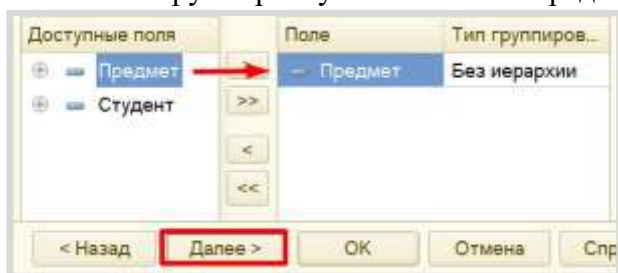 Доступные поля Поле Тип группиров...
Предмет > Предмет Без иерархии
Студент >>
<
<<
< Назад Далее > ОК Отмена Спр